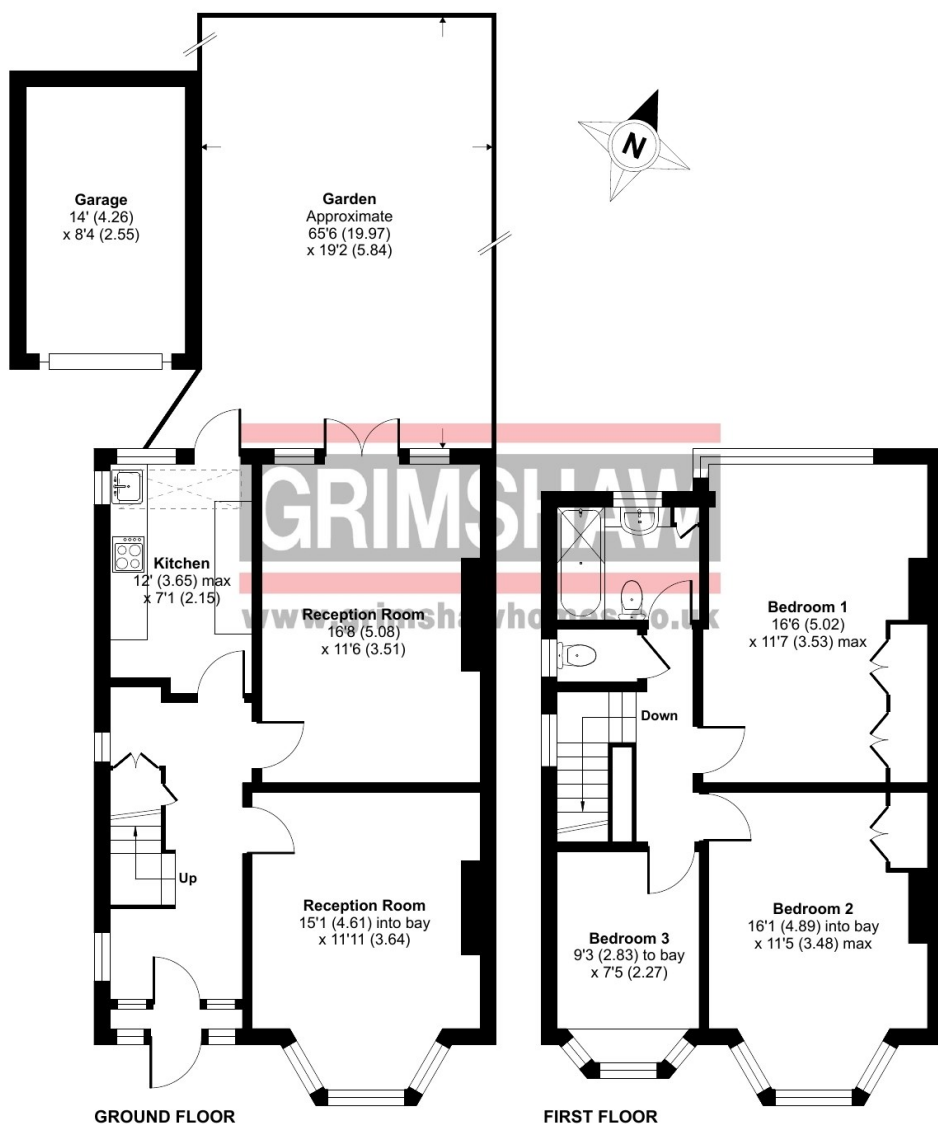 Garage
14' (4.26)
x 8'4 (2.55)
Garden
Approximate
65'6 (19.97)
x 19'2 (5.84)
N
GRIMSHAW
www.grimshawhomes.co.uk
Kitchen
12' (3.65) max
x 7'1 (2.15)
Reception Room
16'8 (5.08)
x 11'6 (3.51)
Bedroom 1
16'6 (5.02)
x 11'7 (3.53) max
Down
Up
Reception Room
15'1 (4.61) into bay
x 11'11 (3.64)
Bedroom 3
9'3 (2.83) to bay
x 7'5 (2.27)
Bedroom 2
16'1 (4.89) into bay
x 11'5 (3.48) max
GROUND FLOOR
FIRST FLOOR